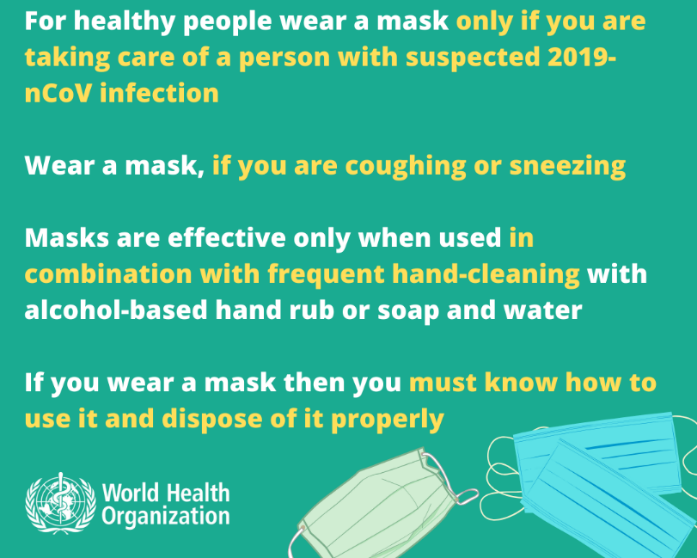 For healthy people wear a mask only if you are
taking care of a person with suspected 2019-
nCoV infection
Wear a mask, if you are coughing or sneezing
Masks are effective only when used in
combination with frequent hand-cleaning with
alcohol-based hand rub or soap and water
If you wear a mask then you must know how to
use it and dispose of it properly
World Health
Organization